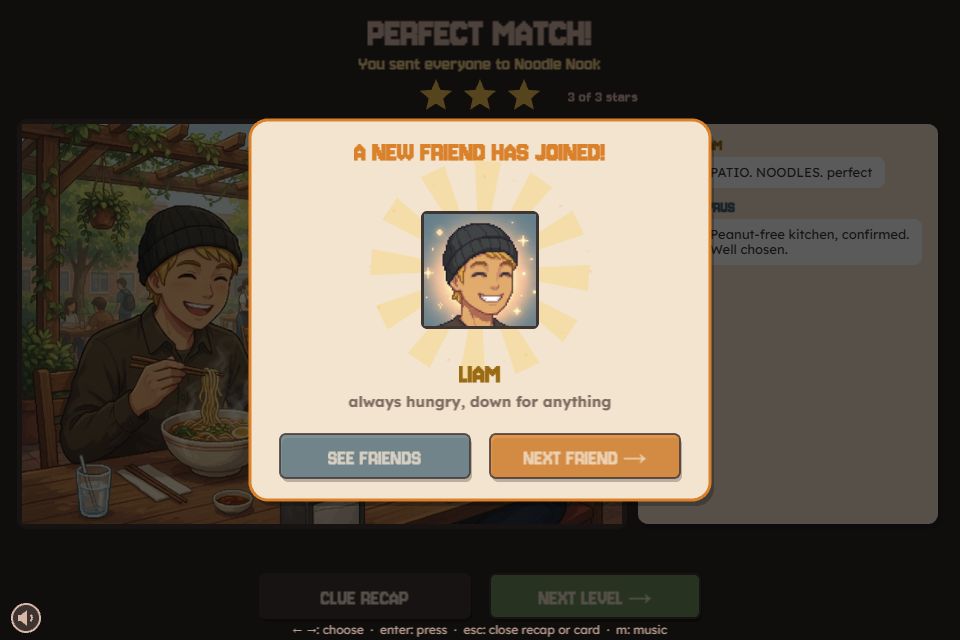 PERFECT MATCH!
You sent everyone to Noodle Nook
3 of 3 stars
A NEW FRIEND HAS JOINED!
LIAM
always hungry, down for anything
SEE FRIENDS
NEXT FRIEND →
PATIO. NOODLES. perfect
Peanut-free kitchen, confirmed.
Well chosen.
CLUE RECAP
NEXT LEVEL →
← →: choose · enter: press · esc: close recap or card · m: music